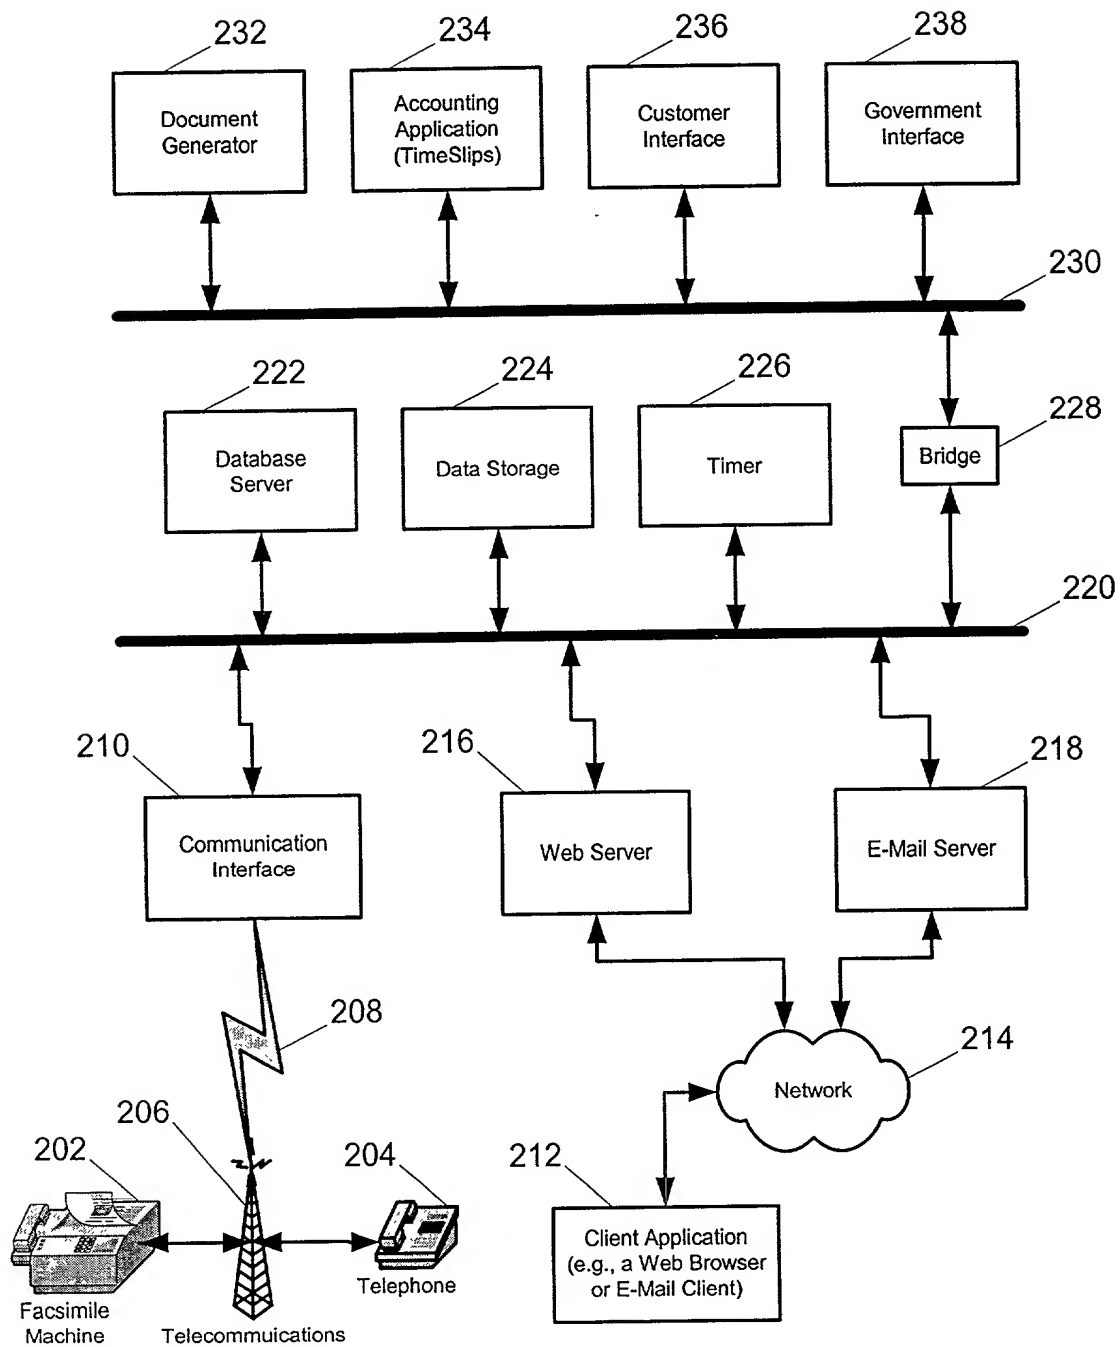 232
234
236
238
Document
Generator
Accounting
Application
(TimeSlips)
Customer
Interface
Government
Interface
230
222
224
226
228
Database
Server
Data Storage
Timer
Bridge
220
210
216
218
Communication
Interface
Web Server
E-Mail Server
208
214
Network
202
206
204
212
Client Application
(e.g., a Web Browser
or E-Mail Client)
Telephone
Facsimile
Machine
Telecommuications